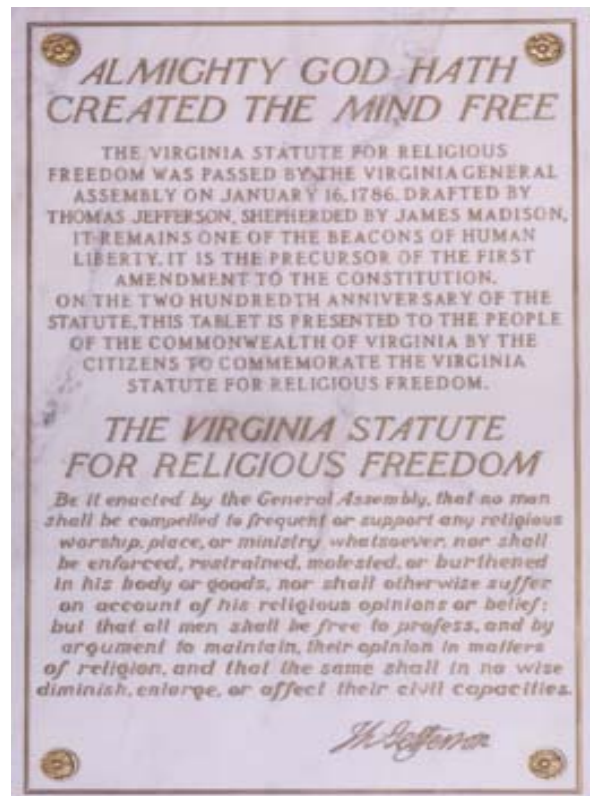 ALMIGHTY GOD HATH
CREATED THE MIND FREE
THE VIRGINIA STATUTE FOR RELIGIOUS
FREEDOM WAS PASSED BY THE VIRGINIA GENERAL
ASSEMBLY ON JANUARY 16, 1786. DRAFTED BY
THOMAS JEFFERSON, SHEPHERDED BY JAMES MADISON,
IT REMAINS ONE OF THE BEACONS OF HUMAN
LIBERTY. IT IS THE PRECURSOR OF THE FIRST
AMENDMENT TO THE CONSTITUTION.
ON THE TWO HUNDREDTH ANNIVERSARY OF THE
STATUTE, THIS TABLET IS PRESENTED TO THE PEOPLE
OF THE COMMONWEALTH OF VIRGINIA BY THE
CITIZENS TO COMMEMORATE THE VIRGINIA
STATUTE FOR RELIGIOUS FREEDOM.
THE VIRGINIA STATUTE
FOR RELIGIOUS FREEDOM
Be it enacted by the General Assembly, that no man
shall be compelled to frequent or support any religious
worship, place, or ministry whatsoever, nor shall
be enforced, restrained, molested, or burthened
in his body or goods, nor shall otherwise suffer
on account of his religious opinions or belief;
but that all men shall be free to profess, and by
argument to maintain, their opinion in matters
of religion, and that the same shall in no wise
diminish, enlarge, or affect their civil capacities.
Th Jefferson